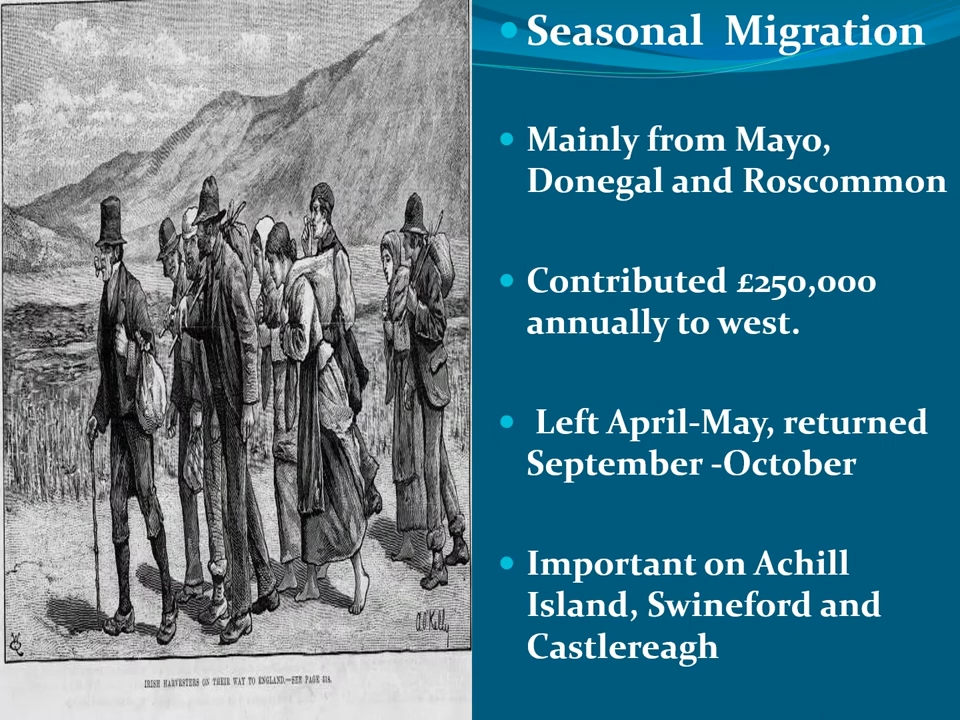 Seasonal Migration
Mainly from Mayo,
Donegal and Roscommon
Contributed £250,000
annually to west.
Left April-May, returned
September -October
Important on Achill
Island, Swineford and
Castlereagh
IRISH HARVESTERS ON THEIR WAY TO ENGLAND.—SEE PAGE